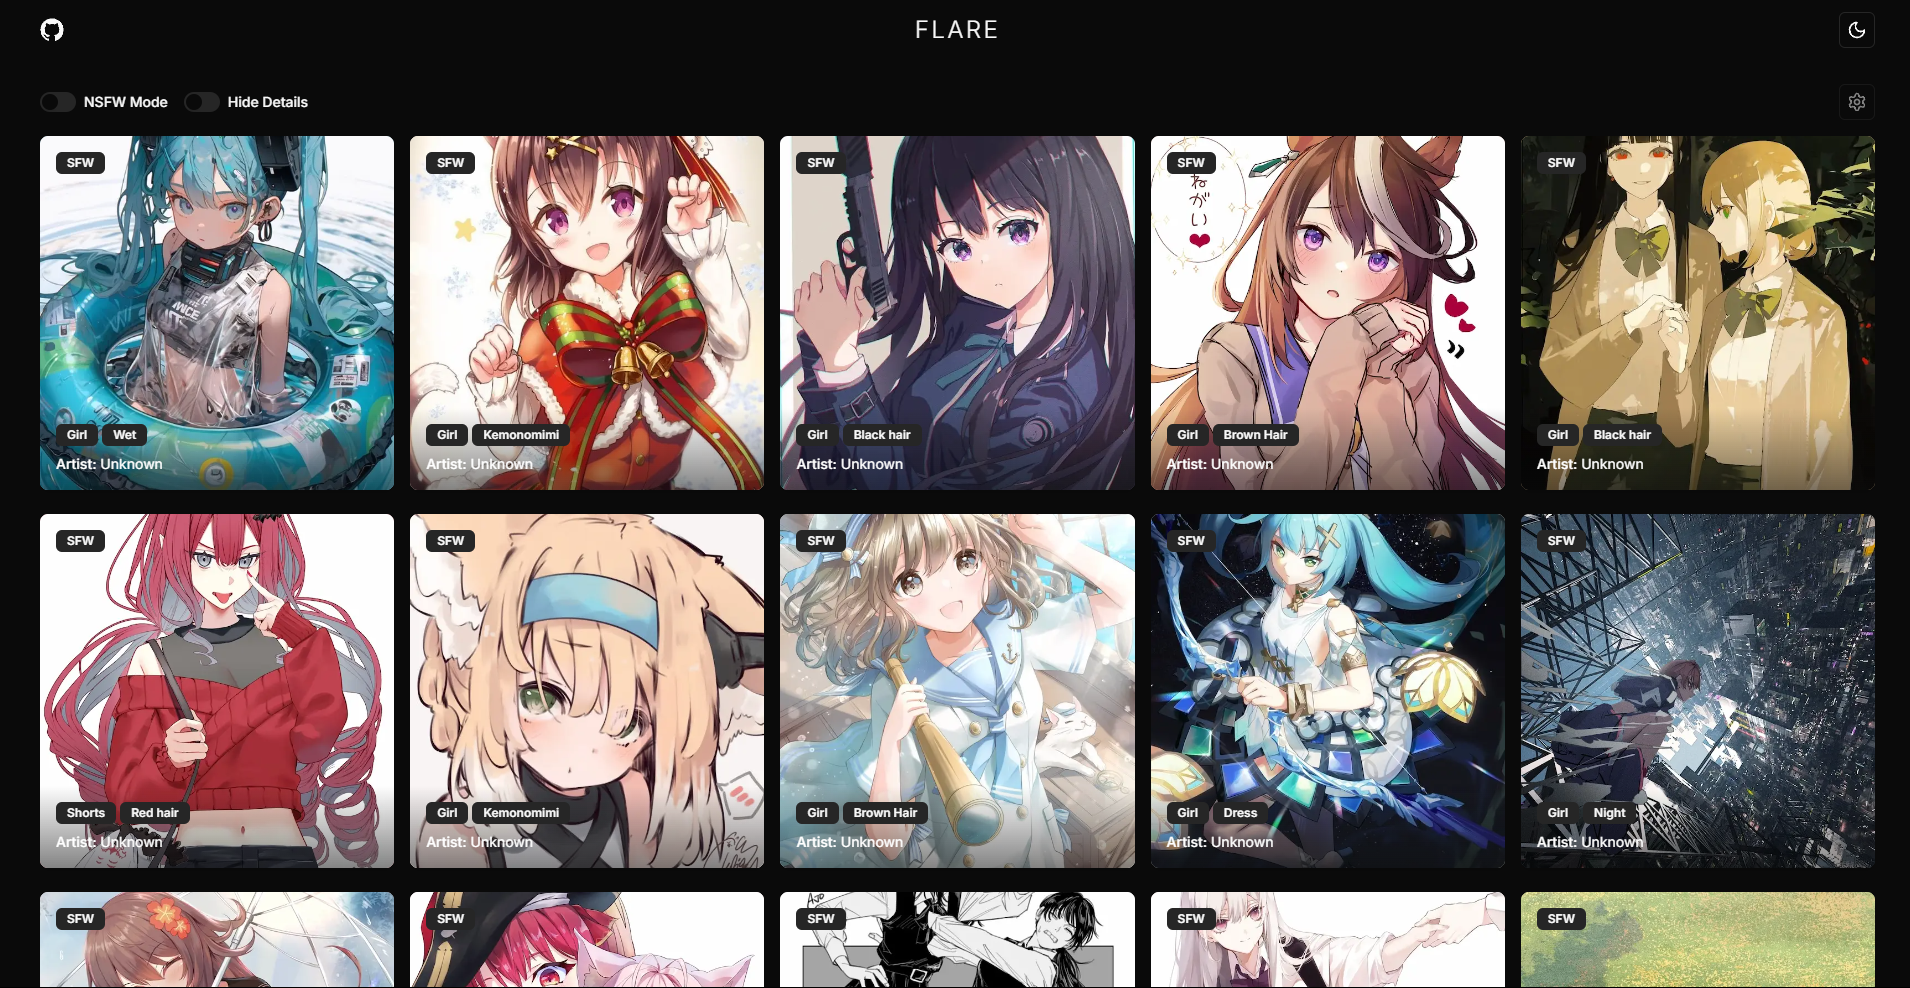 FLARE
NSFW Mode
Hide Details
SFW
Girl
Wet
Artist: Unknown
SFW
Girl
Kemonomimi
Artist: Unknown
SFW
Girl
Black hair
Artist: Unknown
SFW
ねがい
Girl
Brown Hair
Artist: Unknown
SFW
Girl
Black hair
Artist: Unknown
SFW
Shorts
Red hair
Artist: Unknown
SFW
Girl
Kemonomimi
Artist: Unknown
SFW
Girl
Brown Hair
Artist: Unknown
SFW
Girl
Dress
Artist: Unknown
SFW
Girl
Night
Artist: Unknown
SFW
SFW
SFW
SFW
SFW